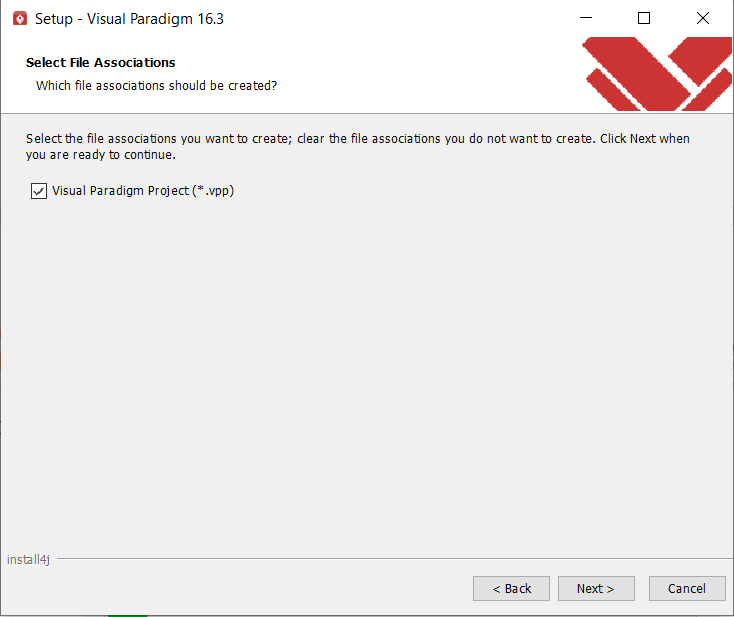 Setup - Visual Paradigm 16.3
Select File Associations
Which file associations should be created?
Select the file associations you want to create; clear the file associations you do not want to create. Click Next when
you are ready to continue.
Visual Paradigm Project (*.vpp)
install4j
< Back
Next >
Cancel